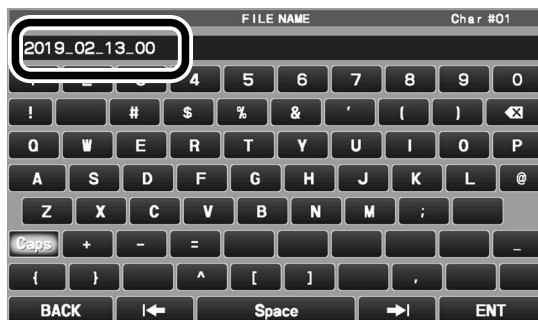 FILE NAME Char #01
2019_02_13_00
4 5 6 7 8 9 0
! # $ % & ' ( ) ⌫
Q W E R T Y U I O P
A S D F G H J K L @
Z X C V B N M ;
Caps + - = _
{ } ^ [ ] ,
BACK |← Space →| ENT